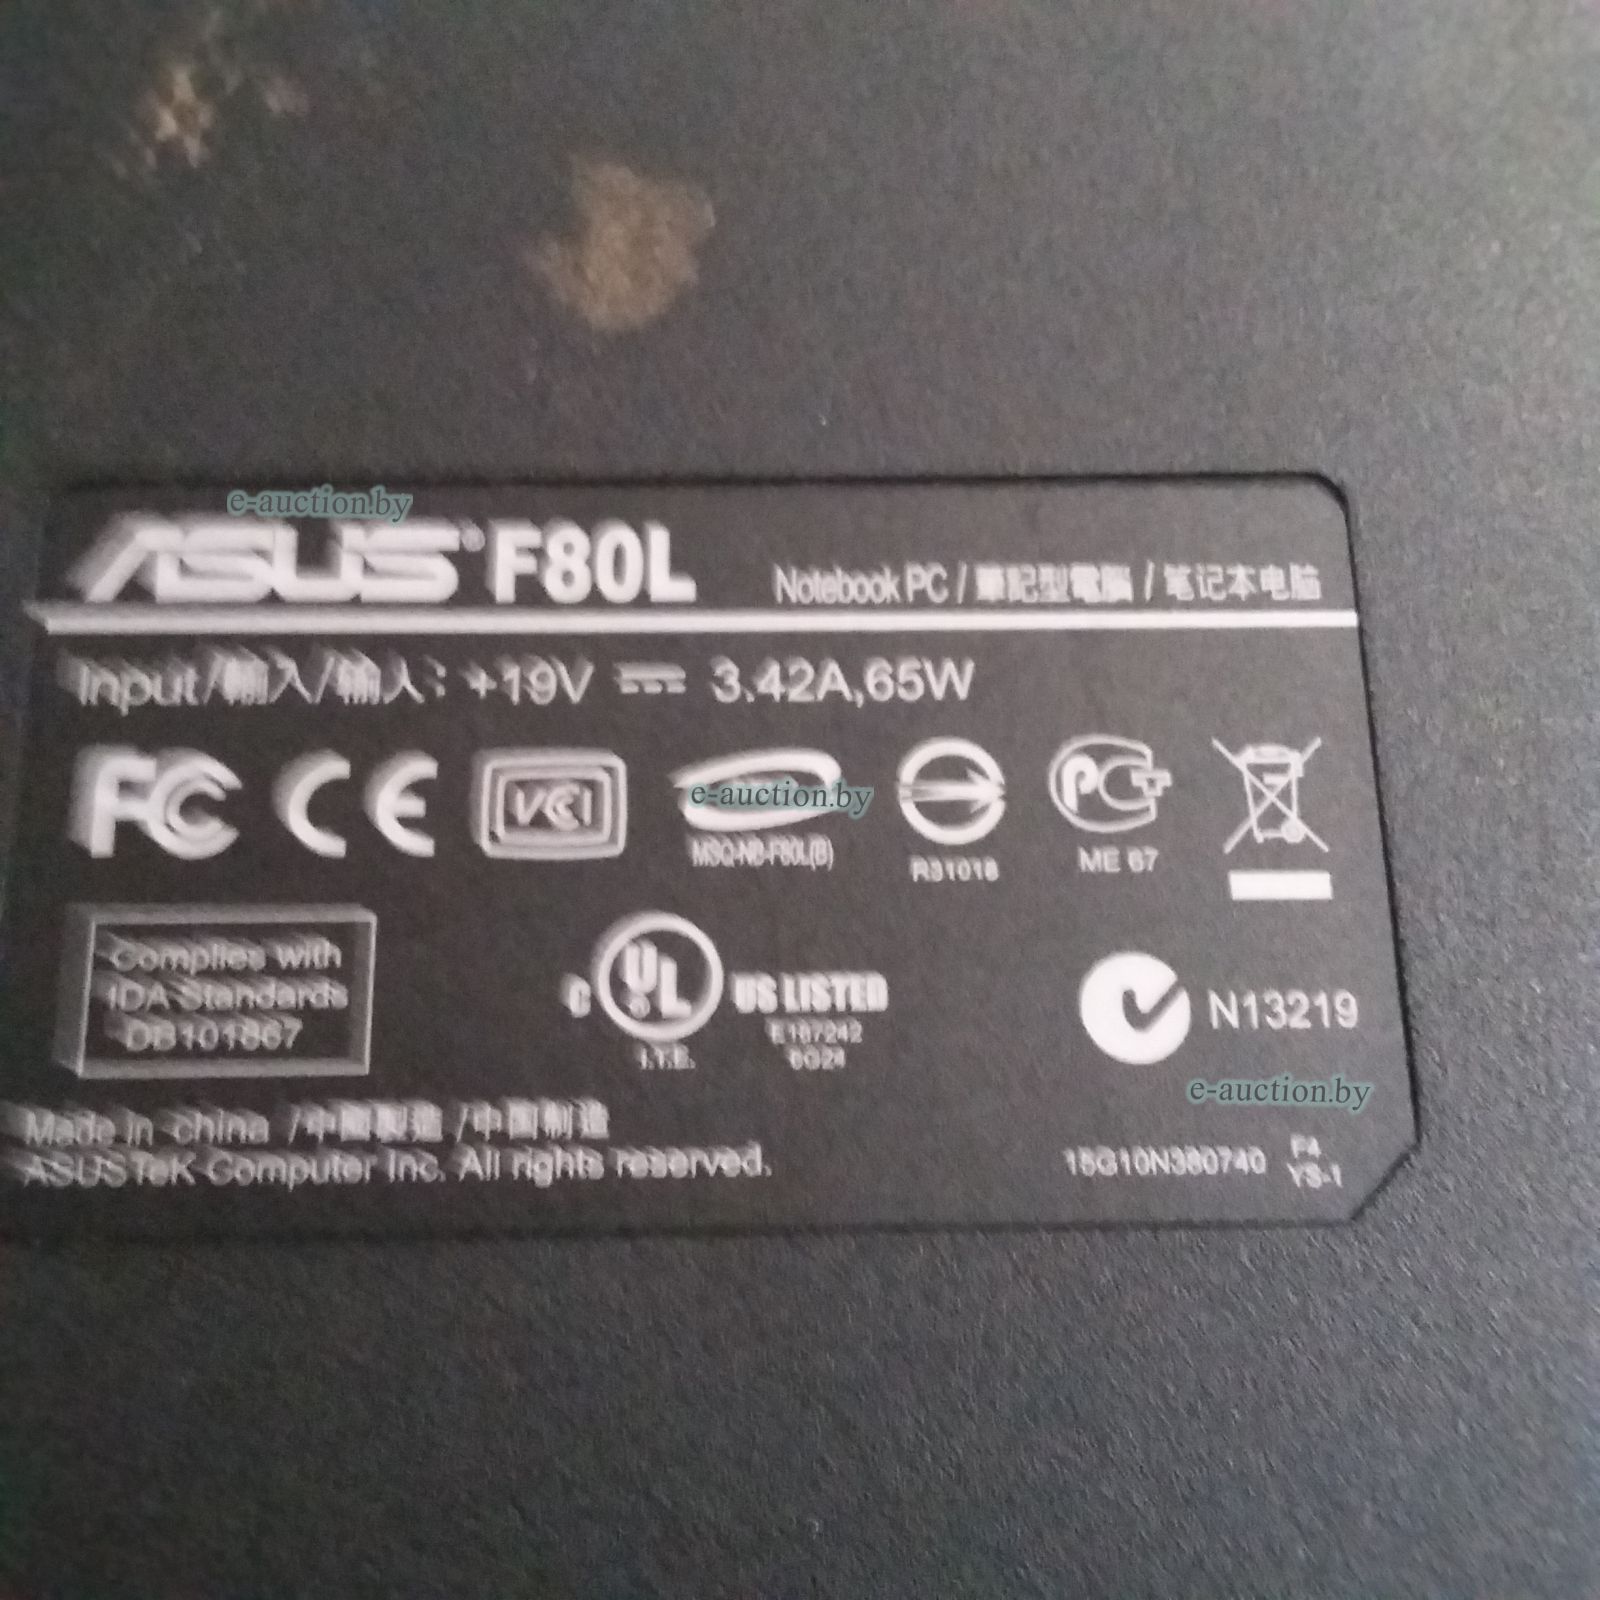 e-auction.by
ASUS® F80L Notebook PC / 筆記型電腦 / 笔记本电脑
Input/輸入/输入: +19V ⎓ 3.42A,65W
FC CE VCI e-auction.by PCT
MSQ-NB-F80L(B) R31018 ME 67
Complies with
IDA Standards
DB101867
C UL US LISTED
I.T.E. E187242
6G24
N13219
e-auction.by
Made in china /中國製造 /中国制造
ASUSTeK Computer Inc. All rights reserved.
15G10N380740 P4
YS-1